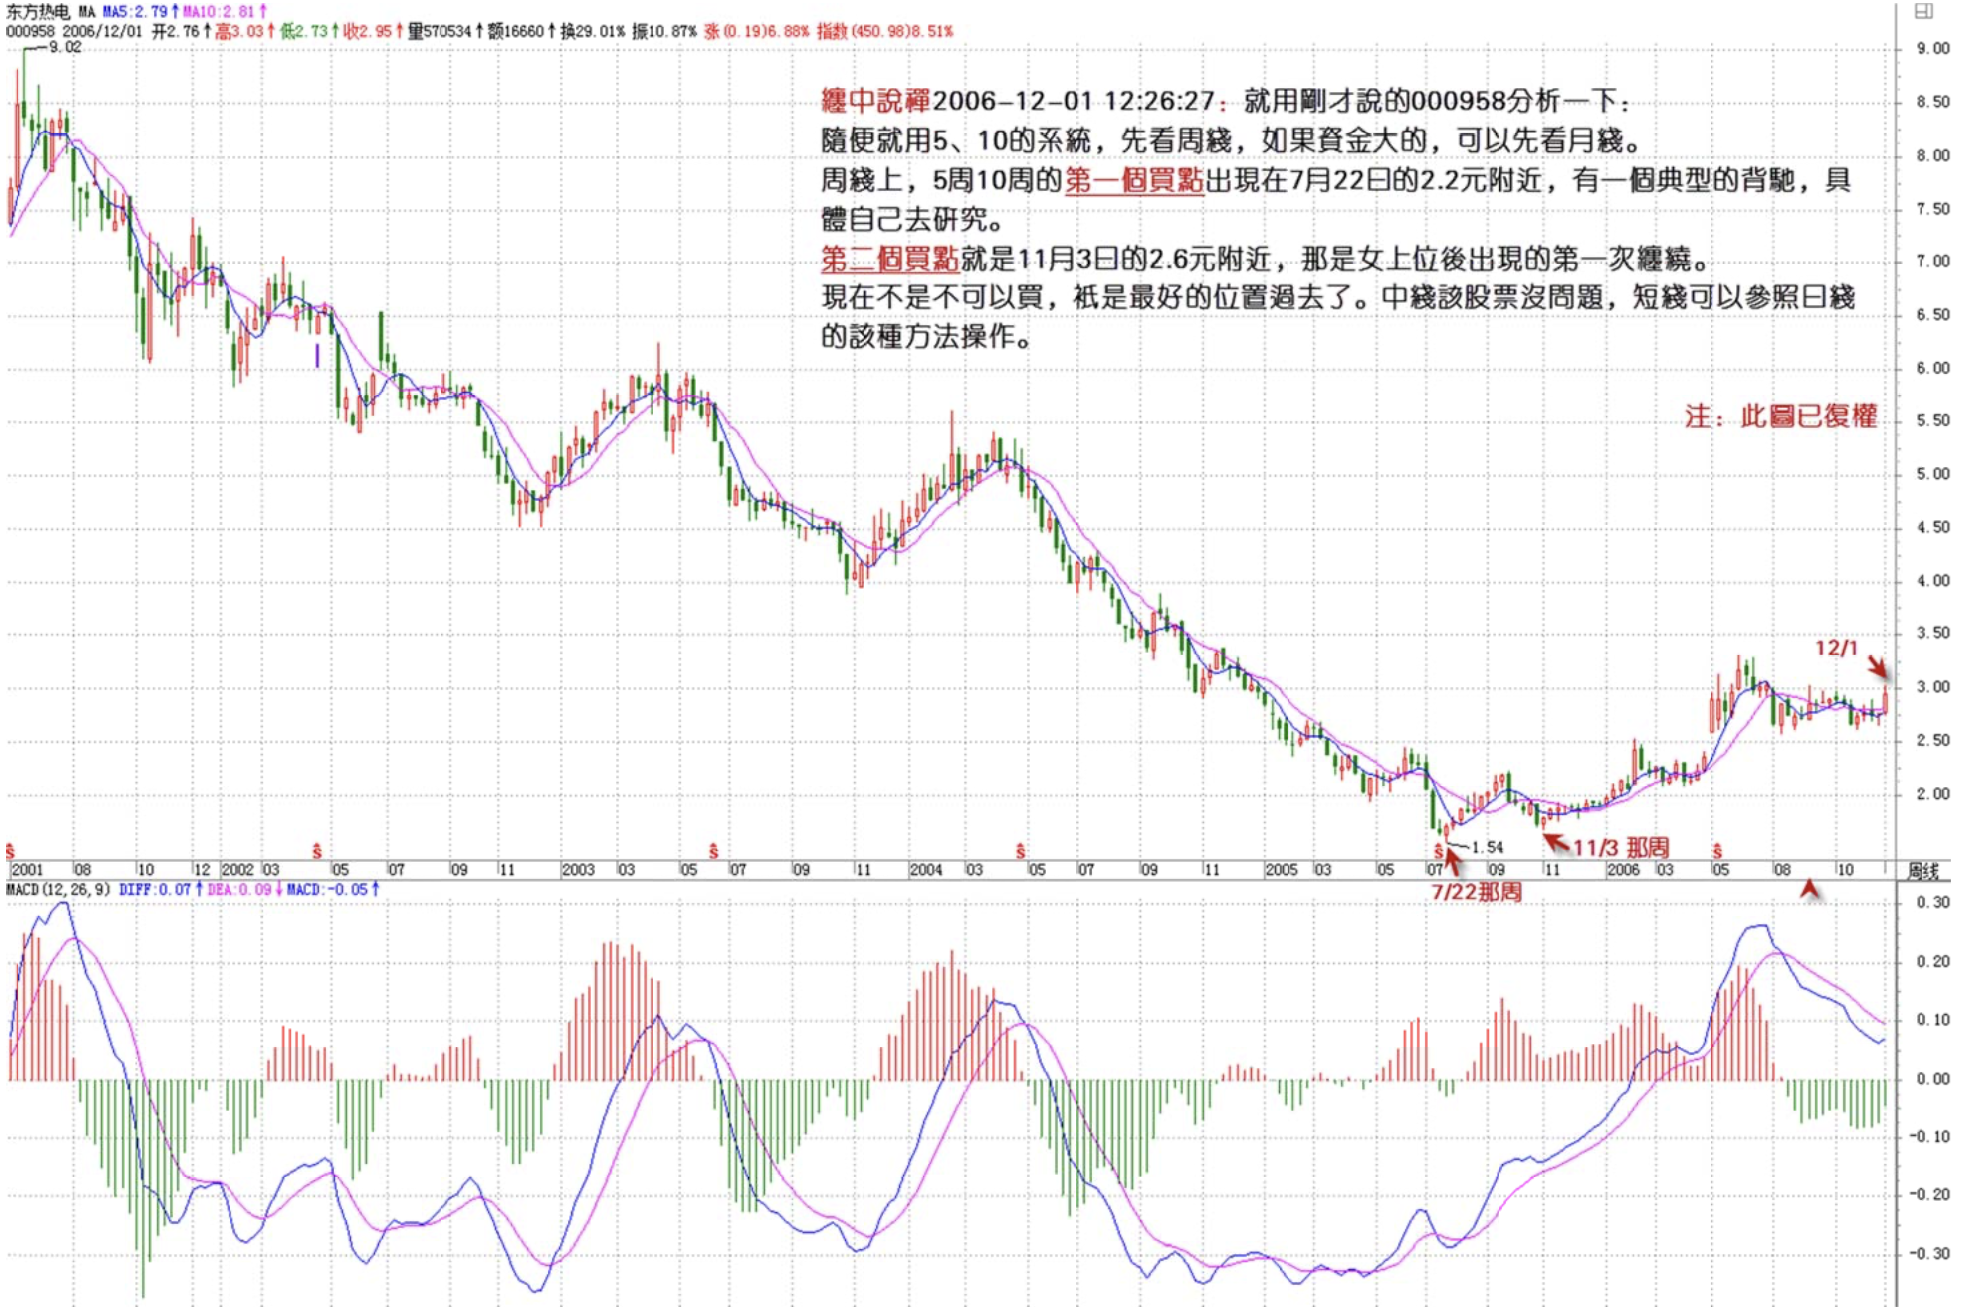 东方热电 MA MA5:2.79↑MA10:2.81↑
000958 2006/12/01 开2.76↑高3.03↑低2.73↑收2.95↑量570534↑额16660↑换29.01% 振10.87% 涨(0.19)6.88% 指数(450.98)8.51%
9.02
9.00
纏中說禪2006-12-01 12:26:27：就用剛才說的000958分析一下：
8.50
隨便就用5、10的系統，先看周綫，如果資金大的，可以先看月綫。
8.00
周綫上，5周10周的第一個買點出現在7月22日的2.2元附近，有一個典型的背馳，具
7.50
體自己去研究。
第二個買點就是11月3日的2.6元附近，那是女上位後出現的第一次纏繞。
7.00
現在不是不可以買，衹是最好的位置過去了。中綫該股票沒問題，短綫可以參照日綫
6.50
的該種方法操作。
6.00
注：此圖已復權
5.50
5.00
4.50
4.00
3.50
12/1
3.00
2.50
2.00
1.54
11/3 那周
S S S S S S
2001 08 10 12 2002 03 05 07 09 11 2003 03 05 07 09 11 2004 03 05 07 09 11 2005 03 05 07 09 11 2006 03 05 08 10 周线
7/22那周
MACD(12,26,9) DIFF:0.07↑DEA:0.09↓MACD:-0.05↑
0.30
0.20
0.10
0.00
-0.10
-0.20
-0.30